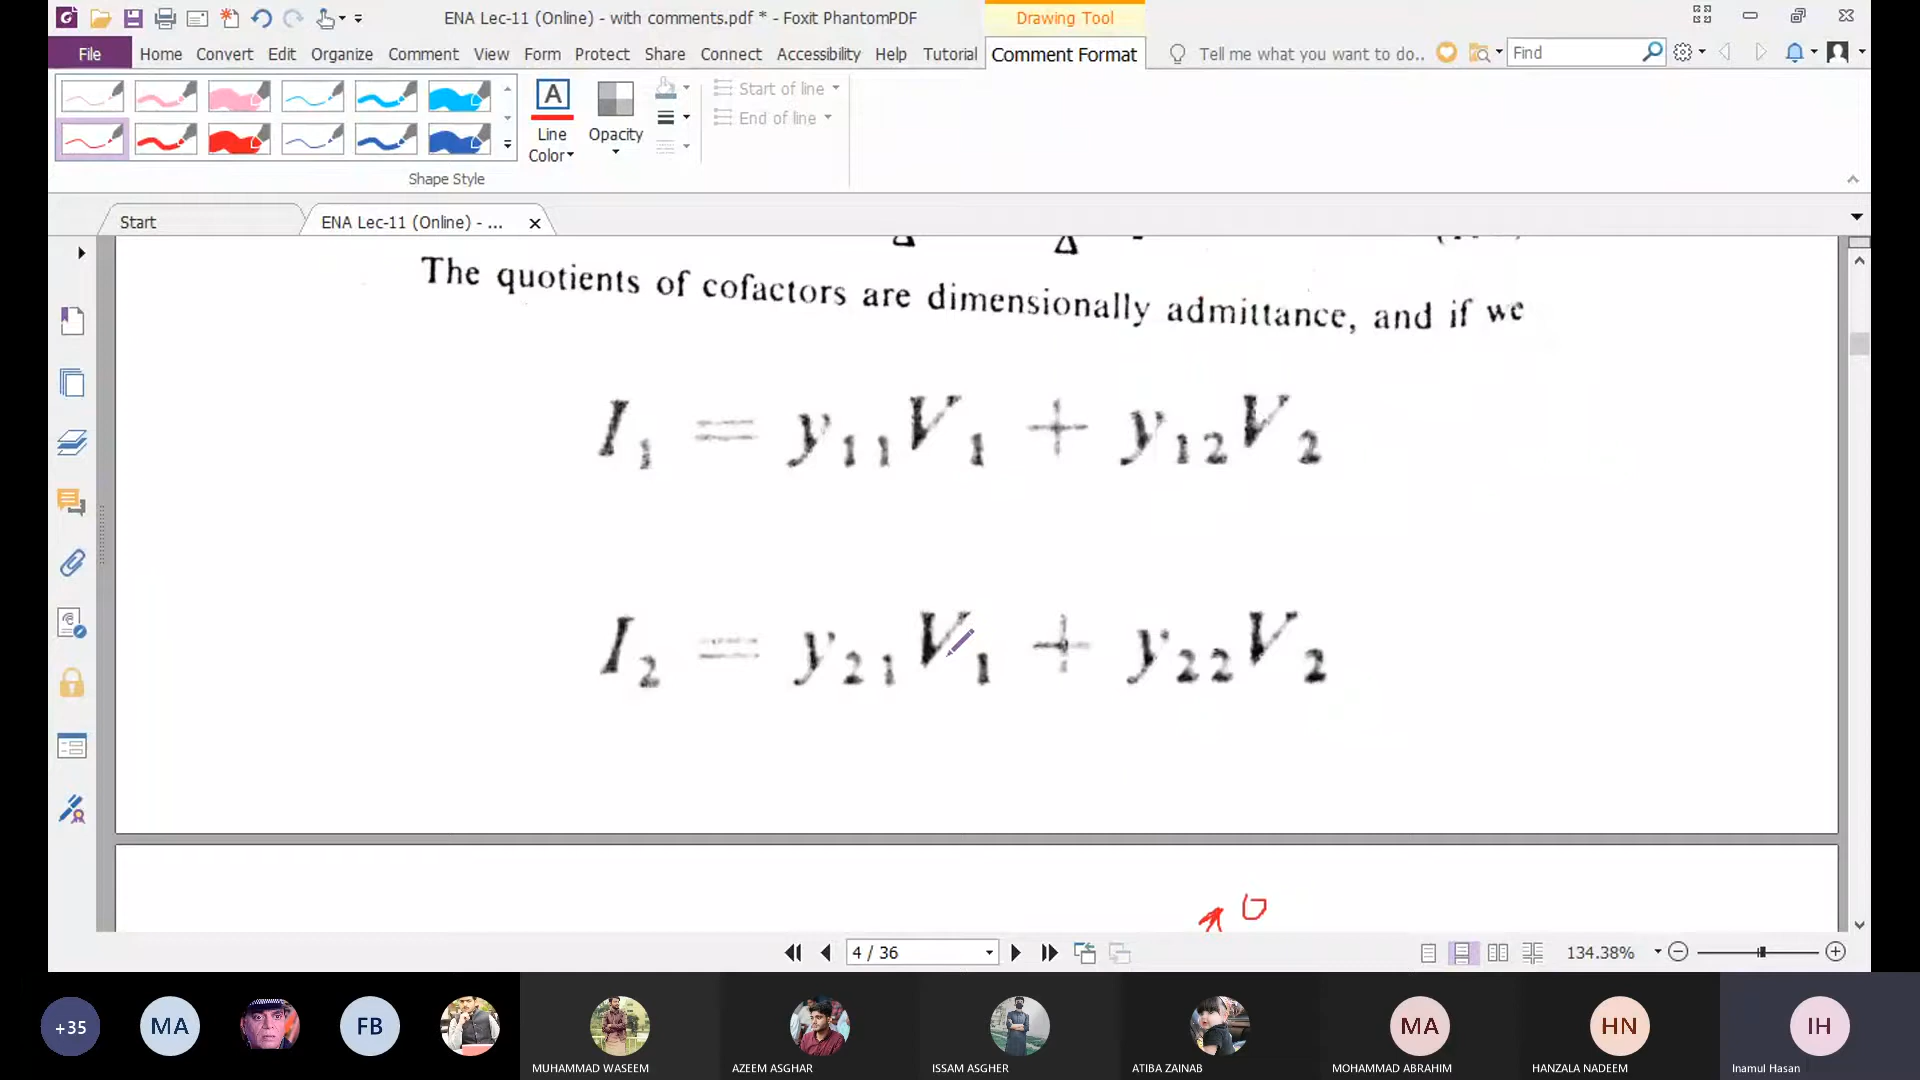 ENA Lec-11 (Online) - with comments.pdf * - Foxit PhantomPDF
Drawing Tool
File Home Convert Edit Organize Comment View Form Protect Share Connect Accessibility Help Tutorial Comment Format Tell me what you want to do.. Find
A
Line Color
Opacity
Start of line
End of line
Shape Style
Start
ENA Lec-11 (Online) - ...
Δ Δ
The quotients of cofactors are dimensionally admittance, and if we
I₁ = y₁₁V₁ + y₁₂V₂
I₂ = y₂₁V₁ + y₂₂V₂
4 / 36
134.38%
+35 MA FB MA HN IH
MUHAMMAD WASEEM AZEEM ASGHAR ISSAM ASGHER ATIBA ZAINAB MOHAMMAD ABRAHIM HANZALA NADEEM Inamul Hasan